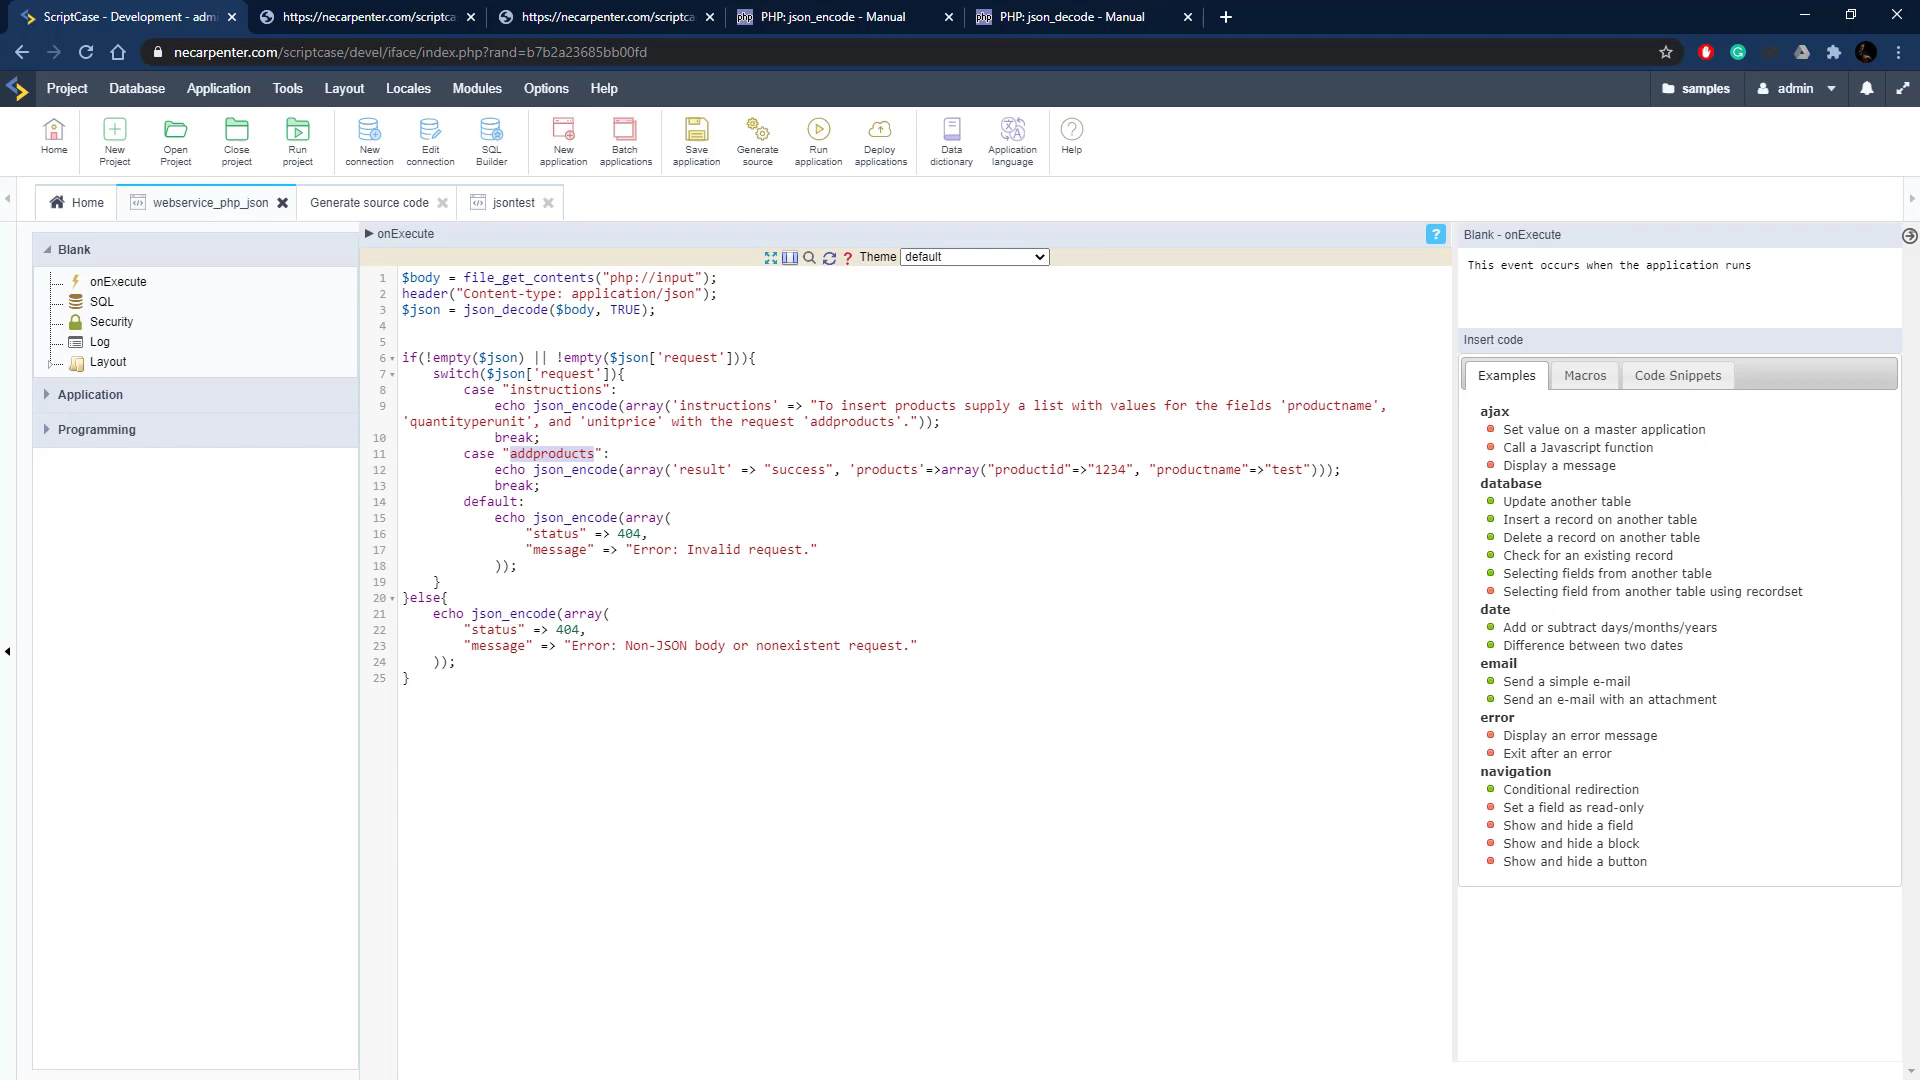 ScriptCase - Development - admi
https://necarpenter.com/scriptca
https://necarpenter.com/scriptca
php PHP: json_encode - Manual
php PHP: json_decode - Manual
necarpenter.com/scriptcase/devel/iface/index.php?rand=b7b2a23685bb00fd
Project Database Application Tools Layout Locales Modules Options Help
samples admin
Home
New Project
Open Project
Close project
Run project
New connection
Edit connection
SQL Builder
New application
Batch applications
Save application
Generate source
Run application
Deploy applications
Data dictionary
Application language
Help
Home
webservice_php_json
Generate source code
jsontest
Blank
onExecute
SQL
Security
Log
Layout
Application
Programming
onExecute
Theme default
1 $body = file_get_contents("php://input");
2 header("Content-type: application/json");
3 $json = json_decode($body, TRUE);
4
5
6 if(!empty($json) || !empty($json['request'])){
7 switch($json['request']){
8 case "instructions":
9 echo json_encode(array('instructions' => "To insert products supply a list with values for the fields 'productname',
'quantityperunit', and 'unitprice' with the request 'addproducts'."));
10 break;
11 case "addproducts":
12 echo json_encode(array('result' => "success", 'products'=>array("productid"=>"1234", "productname"=>"test")));
13 break;
14 default:
15 echo json_encode(array(
16 "status" => 404,
17 "message" => "Error: Invalid request."
18 ));
19 }
20 }else{
21 echo json_encode(array(
22 "status" => 404,
23 "message" => "Error: Non-JSON body or nonexistent request."
24 ));
25 }
Blank - onExecute
This event occurs when the application runs
Insert code
Examples Macros Code Snippets
ajax
Set value on a master application
Call a Javascript function
Display a message
database
Update another table
Insert a record on another table
Delete a record on another table
Check for an existing record
Selecting fields from another table
Selecting field from another table using recordset
date
Add or subtract days/months/years
Difference between two dates
email
Send a simple e-mail
Send an e-mail with an attachment
error
Display an error message
Exit after an error
navigation
Conditional redirection
Set a field as read-only
Show and hide a field
Show and hide a block
Show and hide a button